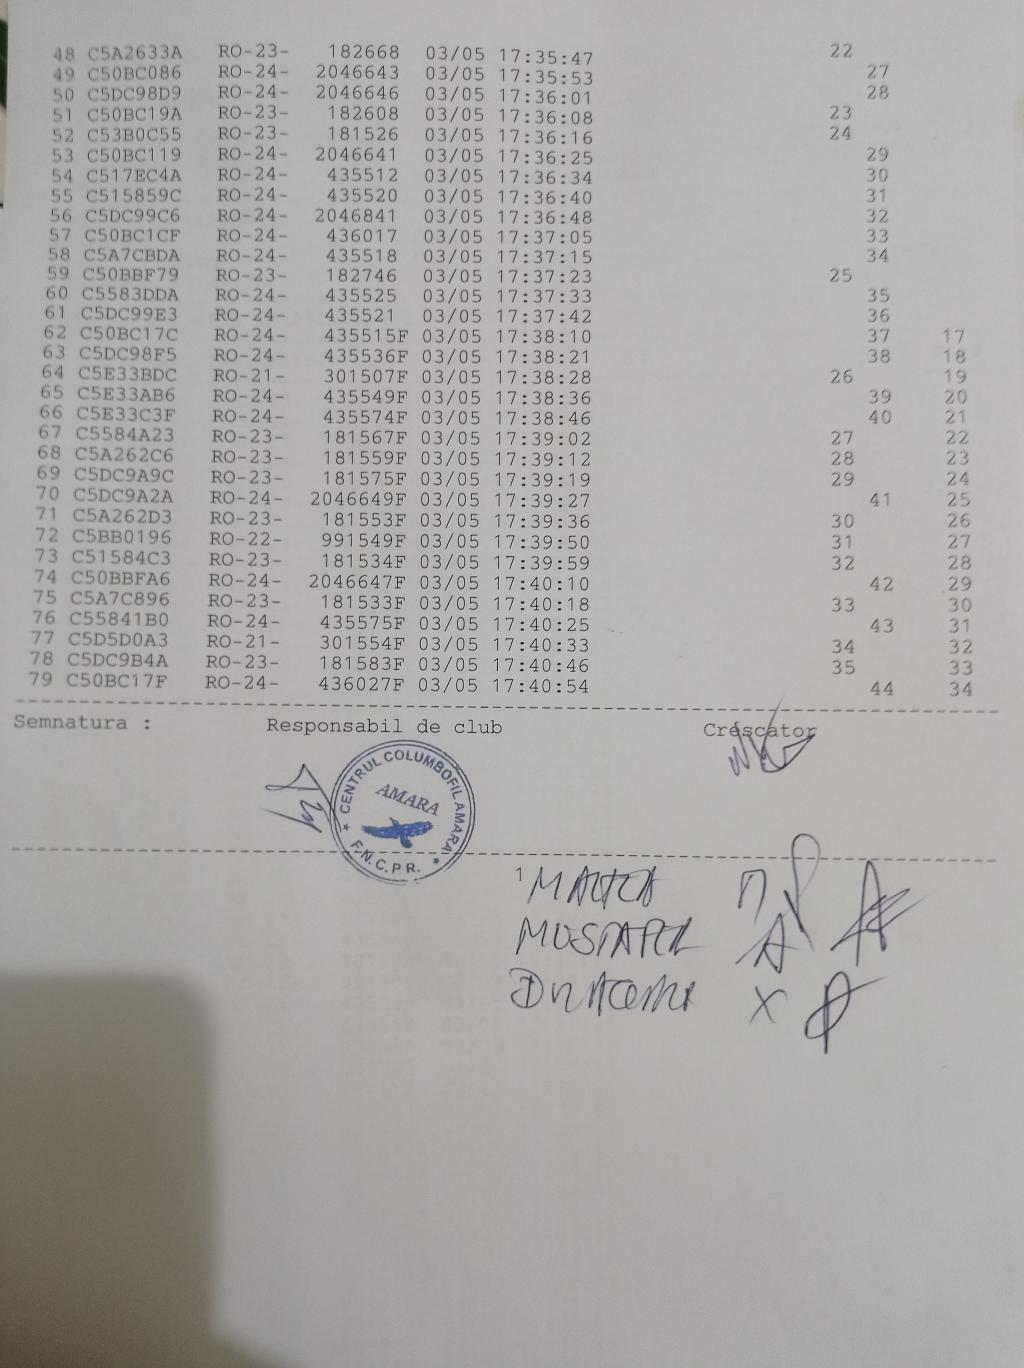 48 C5A2633A RO-23- 182668 03/05 17:35:47 22
49 C50BC086 RO-24- 2046643 03/05 17:35:53 27
50 C5DC98D9 RO-24- 2046646 03/05 17:36:01 28
51 C50BC19A RO-23- 182608 03/05 17:36:08 23
52 C53B0C55 RO-23- 181526 03/05 17:36:16 24
53 C50BC119 RO-24- 2046641 03/05 17:36:25 29
54 C517EC4A RO-24- 435512 03/05 17:36:34 30
55 C515859C RO-24- 435520 03/05 17:36:40 31
56 C5DC99C6 RO-24- 2046841 03/05 17:36:48 32
57 C50BC1CF RO-24- 436017 03/05 17:37:05 33
58 C5A7CBDA RO-24- 435518 03/05 17:37:15 34
59 C50BBF79 RO-23- 182746 03/05 17:37:23 25
60 C5583DDA RO-24- 435525 03/05 17:37:33 35
61 C5DC99E3 RO-24- 435521 03/05 17:37:42 36
62 C50BC17C RO-24- 435515F 03/05 17:38:10 37 17
63 C5DC98F5 RO-24- 435536F 03/05 17:38:21 38 18
64 C5E33BDC RO-21- 301507F 03/05 17:38:28 26 19
65 C5E33AB6 RO-24- 435549F 03/05 17:38:36 39 20
66 C5E33C3F RO-24- 435574F 03/05 17:38:46 40 21
67 C5584A23 RO-23- 181567F 03/05 17:39:02 27 22
68 C5A262C6 RO-23- 181559F 03/05 17:39:12 28 23
69 C5DC9A9C RO-23- 181575F 03/05 17:39:19 29 24
70 C5DC9A2A RO-24- 2046649F 03/05 17:39:27 41 25
71 C5A262D3 RO-23- 181553F 03/05 17:39:36 30 26
72 C5BB0196 RO-22- 991549F 03/05 17:39:50 31 27
73 C51584C3 RO-23- 181534F 03/05 17:39:59 32 28
74 C50BBFA6 RO-24- 2046647F 03/05 17:40:10 42 29
75 C5A7C896 RO-23- 181533F 03/05 17:40:18 33 30
76 C55841B0 RO-24- 435575F 03/05 17:40:25 43 31
77 C5D5D0A3 RO-21- 301554F 03/05 17:40:33 34 32
78 C5DC9B4A RO-23- 181583F 03/05 17:40:46 35 33
79 C50BC17F RO-24- 436027F 03/05 17:40:54 44 34
Semnatura : Responsabil de club Crescator
CENTRUL COLUMBOFIL AMARA
AMARA
F.N.C.P.R.
1